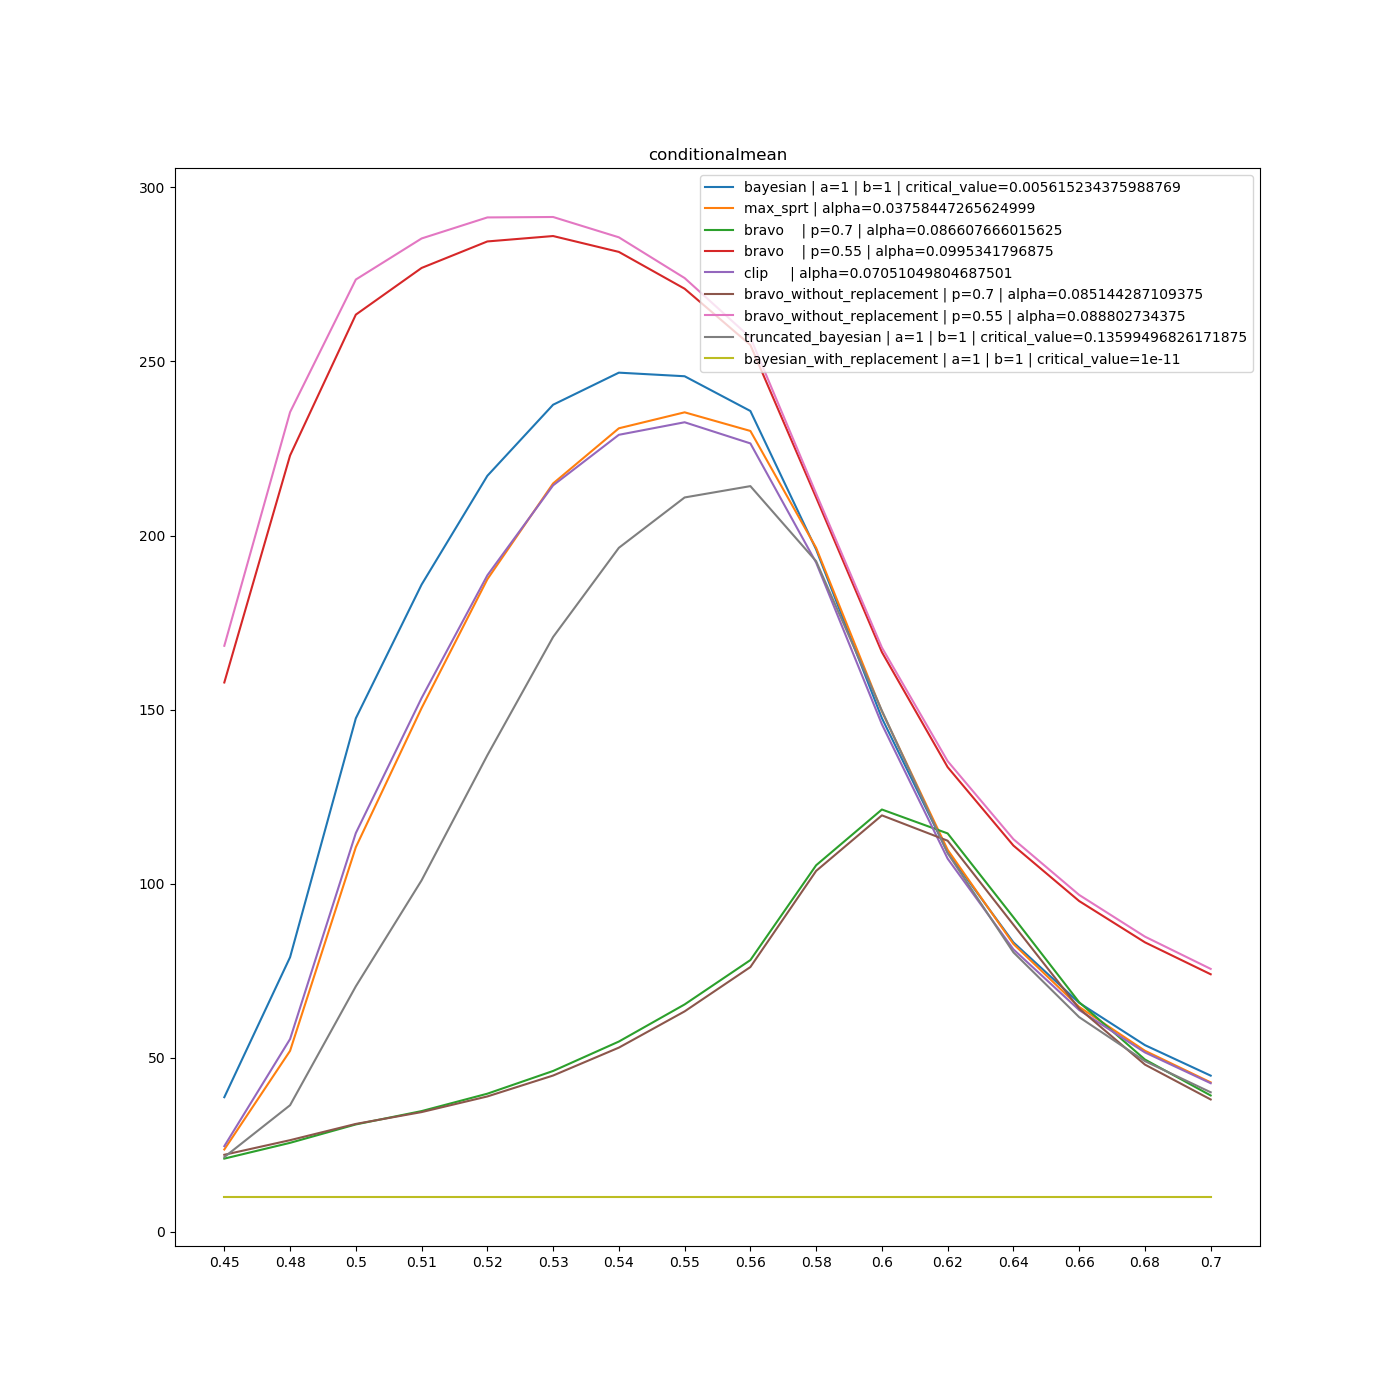 conditionalmean
300
250
200
150
100
50
0
bayesian | a=1 | b=1 | critical_value=0.005615234375988769
max_sprt | alpha=0.03758447265624999
bravo    | p=0.7 | alpha=0.086607666015625
bravo    | p=0.55 | alpha=0.0995341796875
clip     | alpha=0.07051049804687501
bravo_without_replacement | p=0.7 | alpha=0.085144287109375
bravo_without_replacement | p=0.55 | alpha=0.088802734375
truncated_bayesian | a=1 | b=1 | critical_value=0.13599496826171875
bayesian_with_replacement | a=1 | b=1 | critical_value=1e-11
0.45 0.48 0.5 0.51 0.52 0.53 0.54 0.55 0.56 0.58 0.6 0.62 0.64 0.66 0.68 0.7